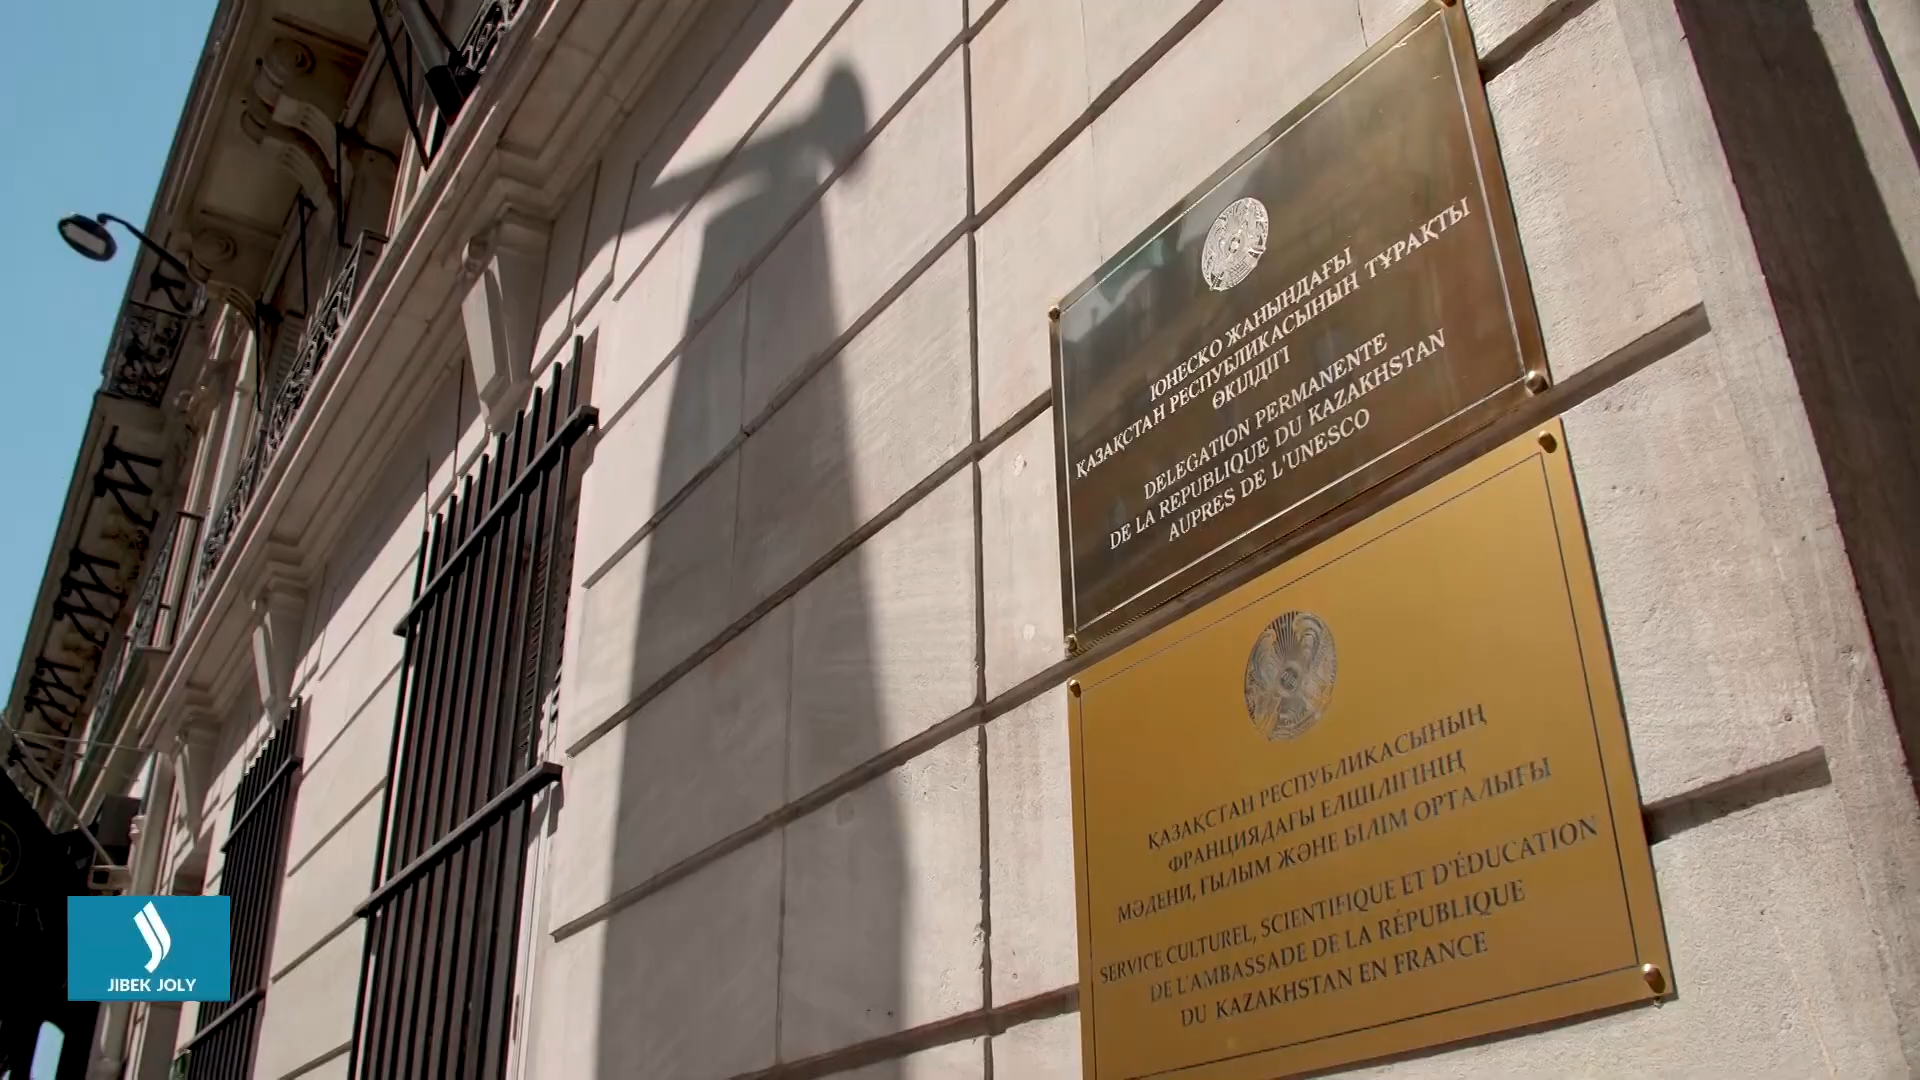 ЮНЕСКО ЖАНЫНДАҒЫ
ҚАЗАҚСТАН РЕСПУБЛИКАСЫНЫҢ ТҰРАҚТЫ
ӨКІЛДІГІ
DELEGATION PERMANENTE
DE LA REPUBLIQUE DU KAZAKHSTAN
AUPRES DE L'UNESCO
ҚАЗАҚСТАН РЕСПУБЛИКАСЫНЫҢ
ФРАНЦИЯДАҒЫ ЕЛШІЛІГІНІҢ
МӘДЕНИ, ҒЫЛЫМ ЖӘНЕ БІЛІМ ОРТАЛЫҒЫ
SERVICE CULTUREL, SCIENTIFIQUE ET D'ÉDUCATION
DE L'AMBASSADE DE LA RÉPUBLIQUE
DU KAZAKHSTAN EN FRANCE
JIBEK JOLY